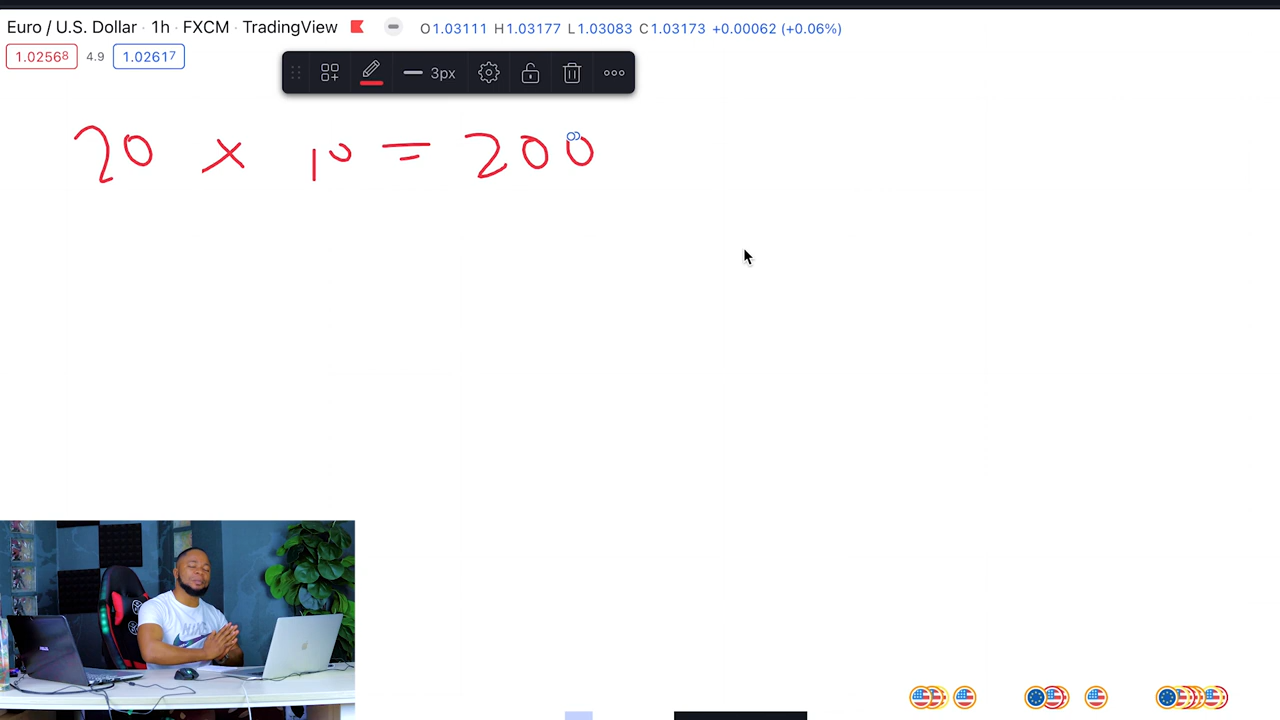 Euro / U.S. Dollar · 1h · FXCM · TradingView O1.03111 H1.03177 L1.03083 C1.03173 +0.00062 (+0.06%)
1.02568 4.9 1.02617
3px
20 x 10 = 200